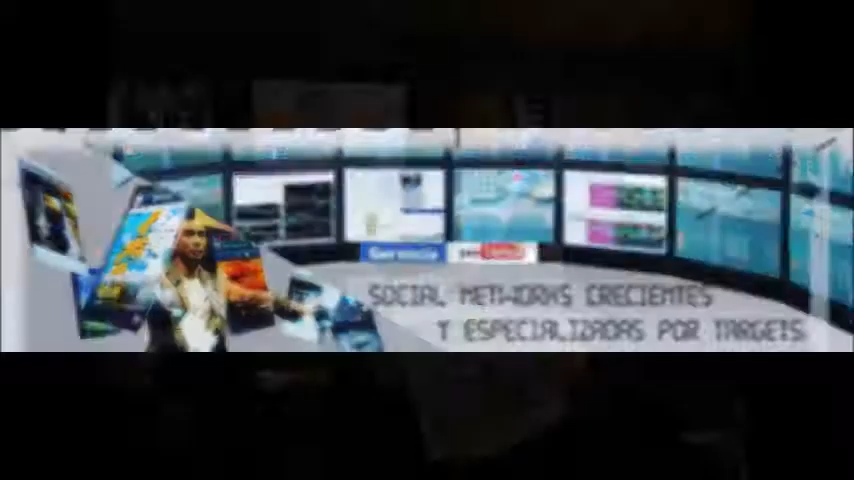 SOCIAL NETWORKS CRECIENTES
Y ESPECIALIZADAS POR TARGETS